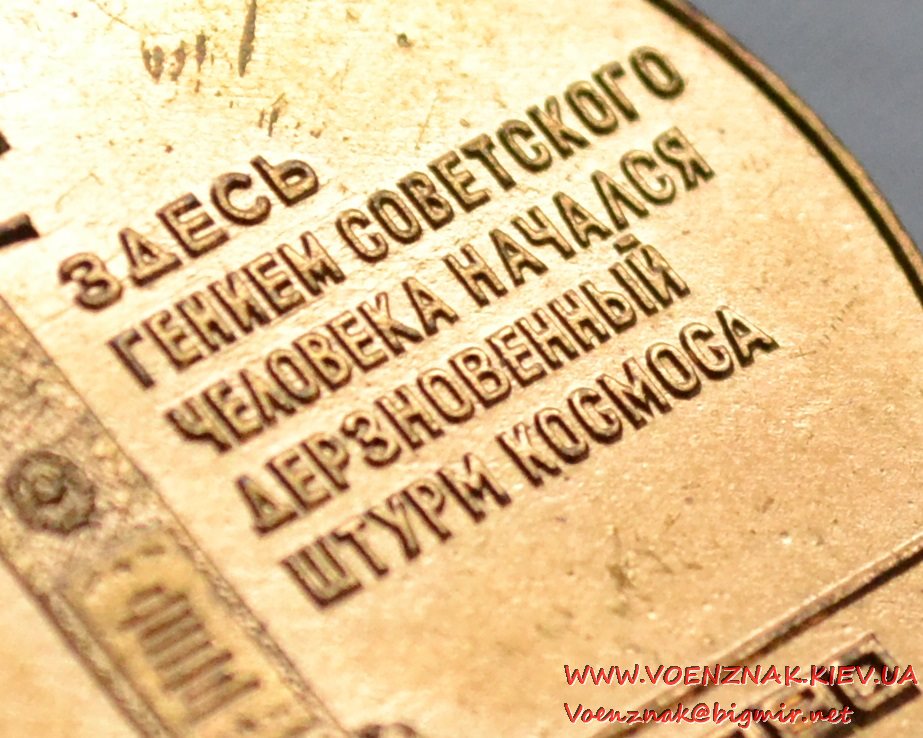 ЗДЕСЬ
ГЕНИЕМ СОВЕТСКОГО
ЧЕЛОВЕКА НАЧАЛСЯ
ДЕРЗНОВЕННЫЙ
ШТУРМ КОСМОСА
WWW.VOENZNAK.KIEV.UA
Voenznak@bigmir.net